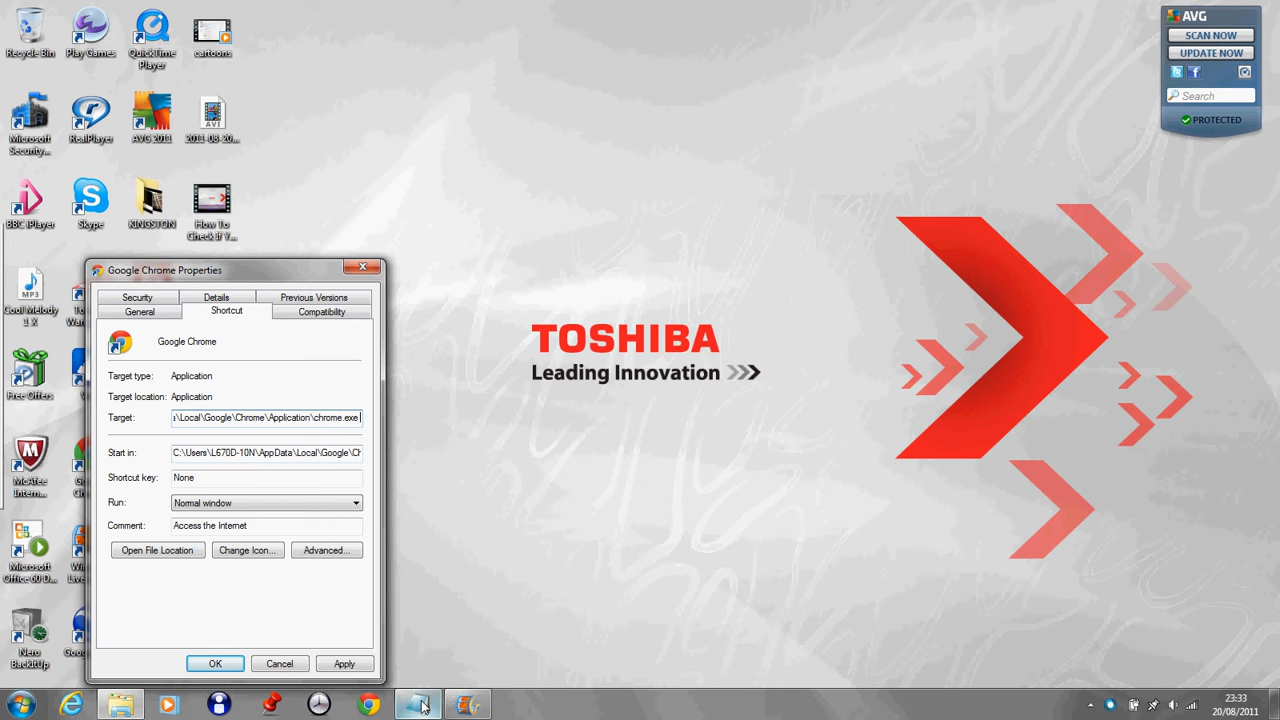 Recycle Bin
Play Games
QuickTime
Player
cartoons
Microsoft
Security...
RealPlayer
AVG 2011
AVI
2011-08-20...
BBC iPlayer
Skype
KINGSTON
How To
Check If Y...
MP3
Cool Melody
1 X
Free Offers
McAfee
Intern...
Microsoft
Office 60 D...
Nero
BackItUp
AVG
SCAN NOW
UPDATE NOW
Search
PROTECTED
Google Chrome Properties
Security
Details
Previous Versions
General
Shortcut
Compatibility
Google Chrome
Target type:
Application
Target location:
Application
Target:
\Local\Google\Chrome\Application\chrome.exe
Start in:
C:\Users\L670D-10N\AppData\Local\Google\Ch
Shortcut key:
None
Run:
Normal window
Comment:
Access the Internet
Open File Location
Change Icon...
Advanced...
OK
Cancel
Apply
TOSHIBA
Leading Innovation >>>
23:33
20/08/2011